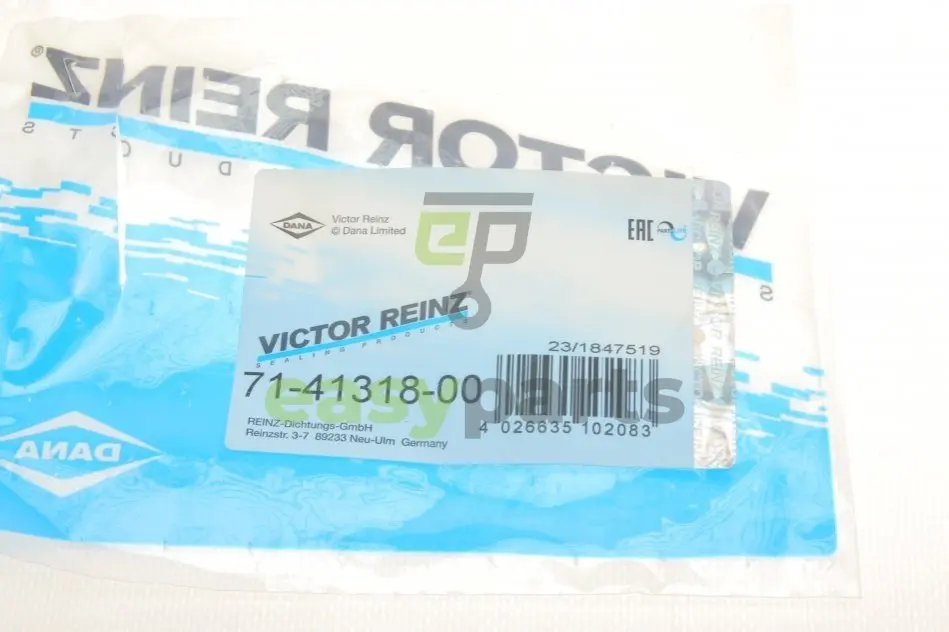 VICTOR REINZ®
DANA
Victor Reinz
© Dana Limited
ep
EAC
VICTOR REINZ
SEALING PRODUCTS
23/1847519
71-41318-00
easyparts
4 026635 102083
REINZ-Dichtungs-GmbH
Reinzstr. 3-7 89233 Neu-Ulm Germany
DANA